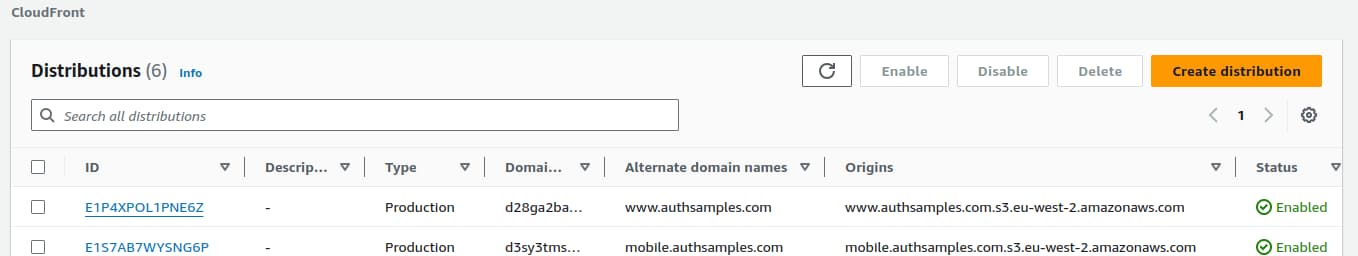 CloudFront
Distributions (6) Info
Enable Disable Delete Create distribution
Search all distributions
1
ID Descrip... Type Domai... Alternate domain names Origins Status
E1P4XPOL1PNE6Z - Production d28ga2ba... www.authsamples.com www.authsamples.com.s3.eu-west-2.amazonaws.com Enabled
E1S7AB7WYSNG6P - Production d3sy3tms... mobile.authsamples.com mobile.authsamples.com.s3.eu-west-2.amazonaws.com Enabled